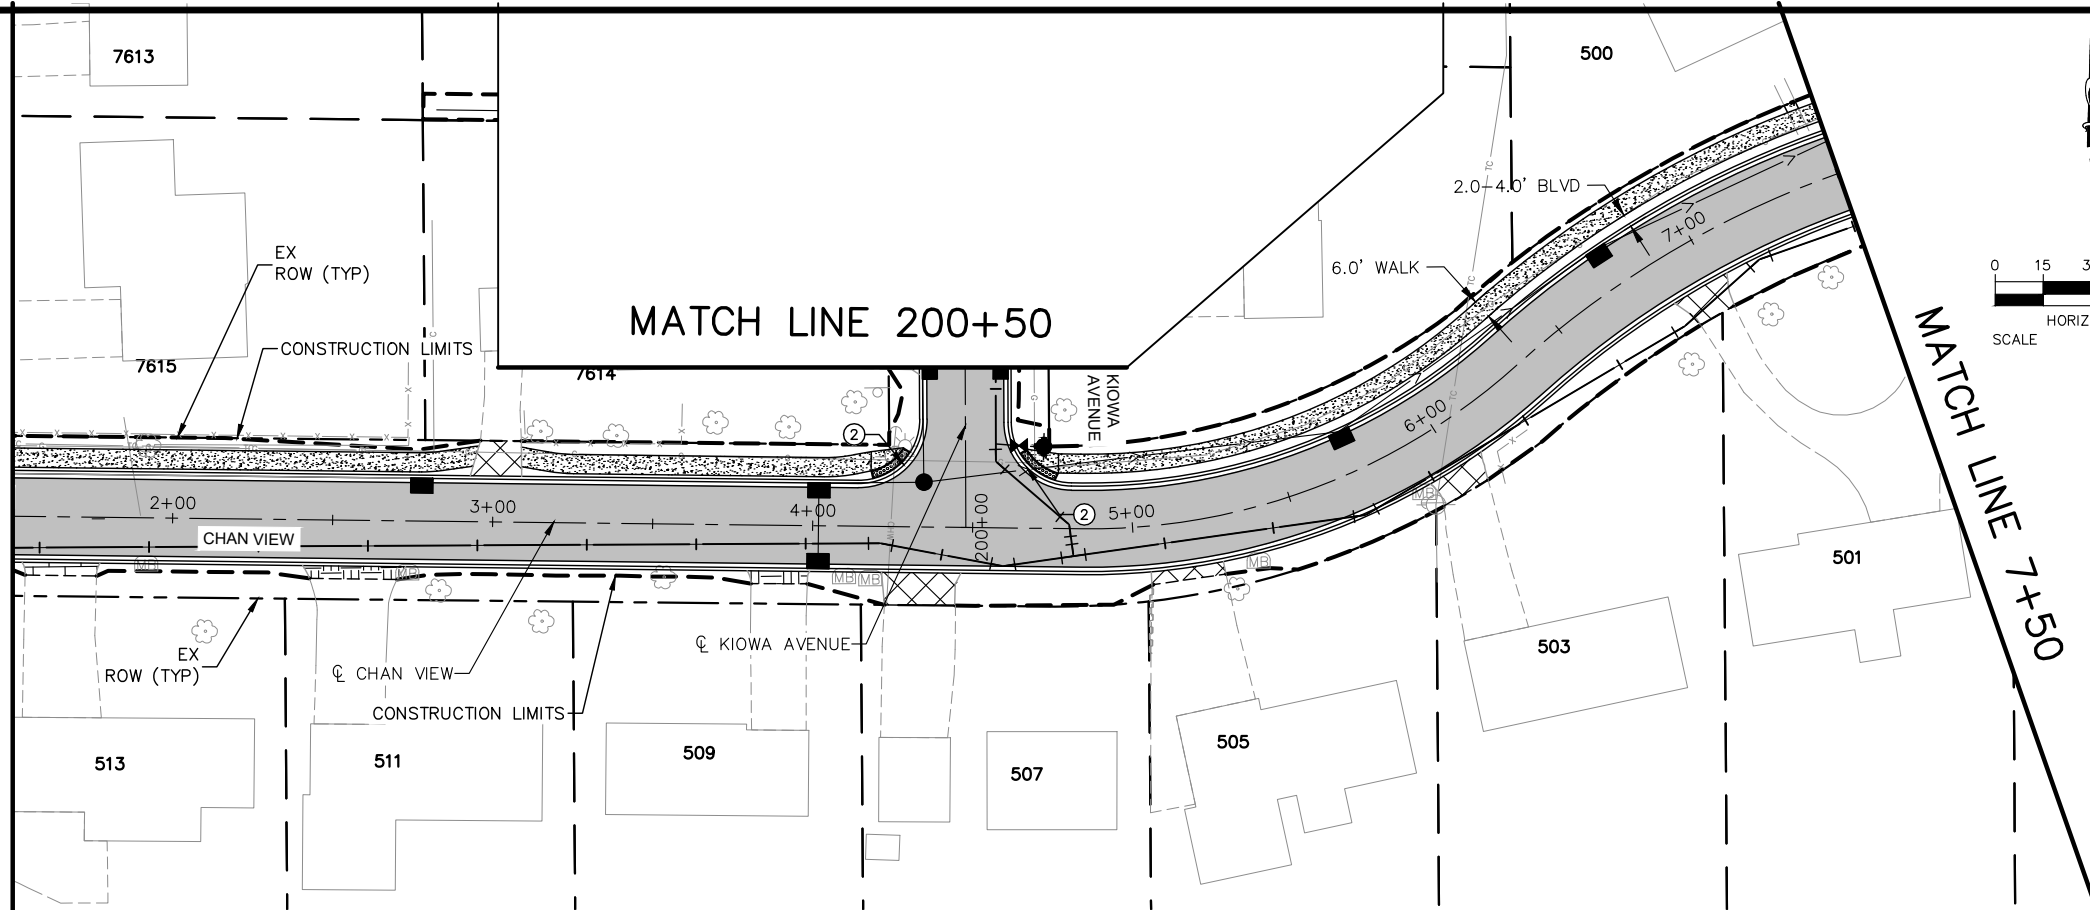 7613
500
2.0-4.0' BLVD
7+00
EX
ROW (TYP)
6.0' WALK
0 15
HORIZ
SCALE
MATCH LINE 200+50
CONSTRUCTION LIMITS
7615
7614
KIOWA
AVENUE
6+00
MATCH LINE 7+50
2
2+00
3+00
4+00
200+00
2
5+00
CHAN VIEW
MB
MB
MB
MB
MB
MB
TC
TC
TC
501
EX
ROW (TYP)
℄ CHAN VIEW
℄ KIOWA AVENUE
CONSTRUCTION LIMITS
503
513
511
509
507
505